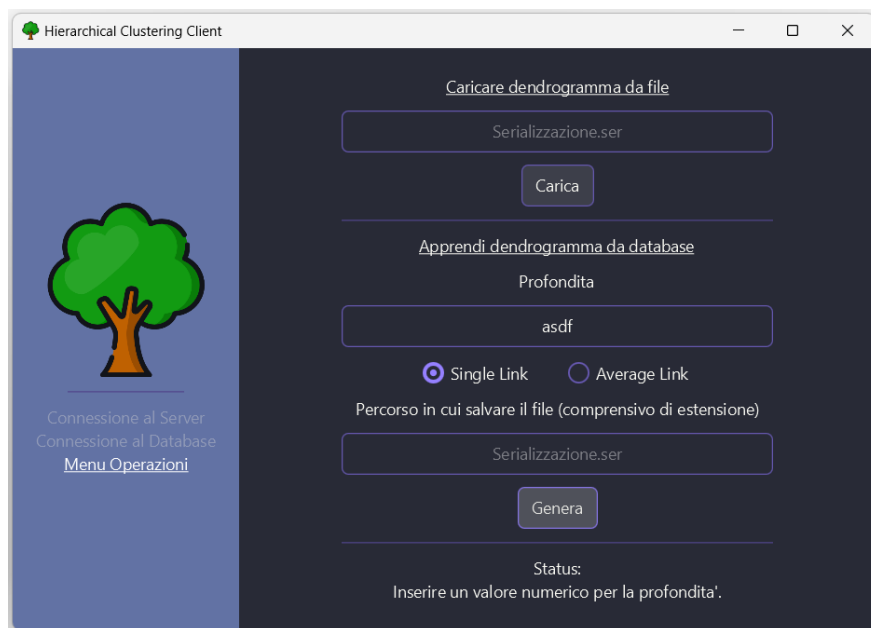 Hierarchical Clustering Client
Connessione al Server
Connessione al Database
Menu Operazioni
Caricare dendrogramma da file
Serializzazione.ser
Carica
Apprendi dendrogramma da database
Profondita
asdf
Single Link Average Link
Percorso in cui salvare il file (comprensivo di estensione)
Serializzazione.ser
Genera
Status:
Inserire un valore numerico per la profondita'.